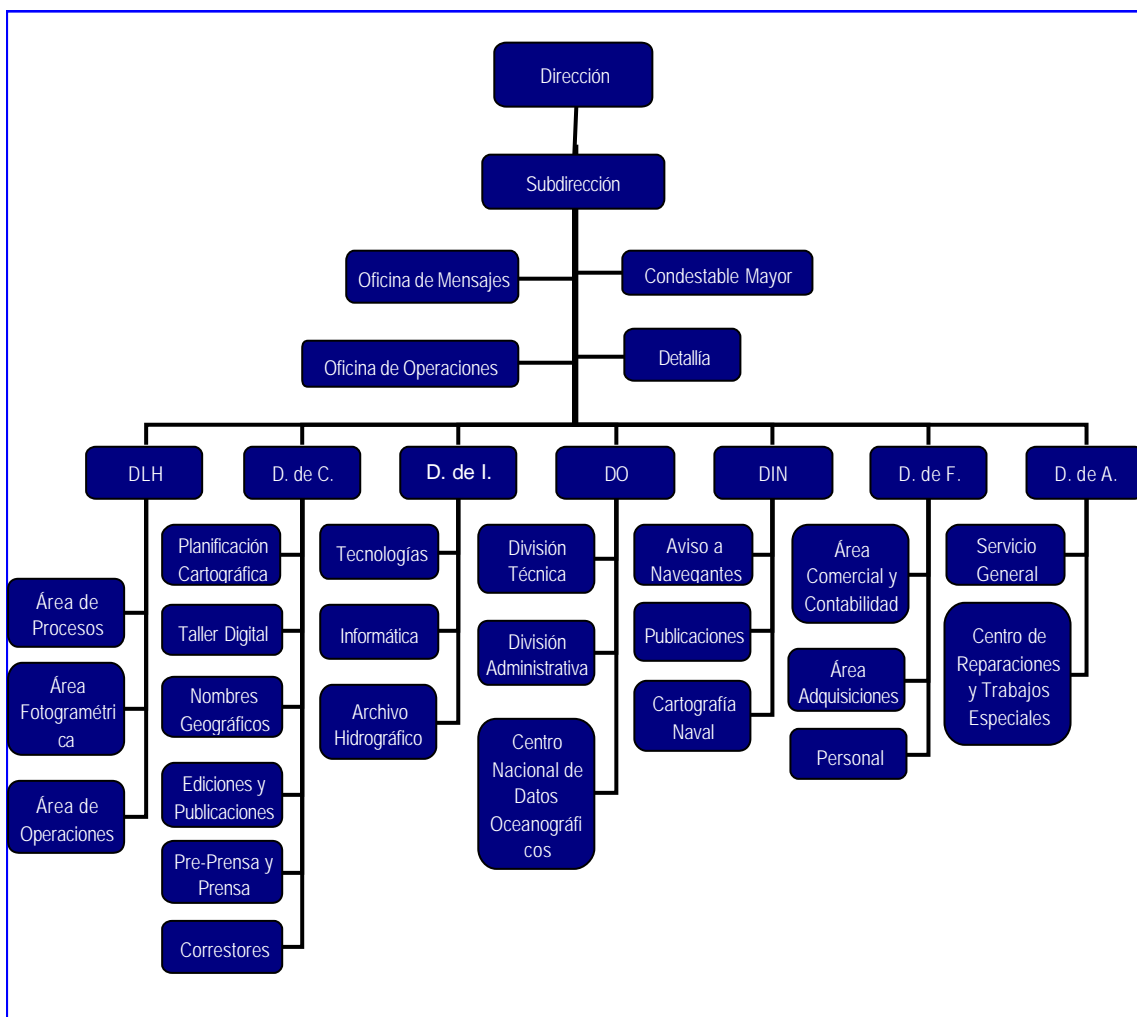 Dirección
Subdirección
Oficina de Mensajes
Condestable Mayor
Oficina de Operaciones
Detallía
DLH
D. de C.
D. de I.
DO
DIN
D. de F.
D. de A.
Área de
Procesos
Área
Fotogramétri
ca
Área de
Operaciones
Planificación
Cartográfica
Taller Digital
Nombres
Geográficos
Ediciones y
Publicaciones
Pre-Prensa y
Prensa
Correstores
Tecnologías
Informática
Archivo
Hidrográfico
División
Técnica
División
Administrativa
Centro
Nacional de
Datos
Oceanográfi
cos
Aviso a
Navegantes
Publicaciones
Cartografía
Naval
Área
Comercial y
Contabilidad
Área
Adquisiciones
Personal
Servicio
General
Centro de
Reparaciones
y Trabajos
Especiales